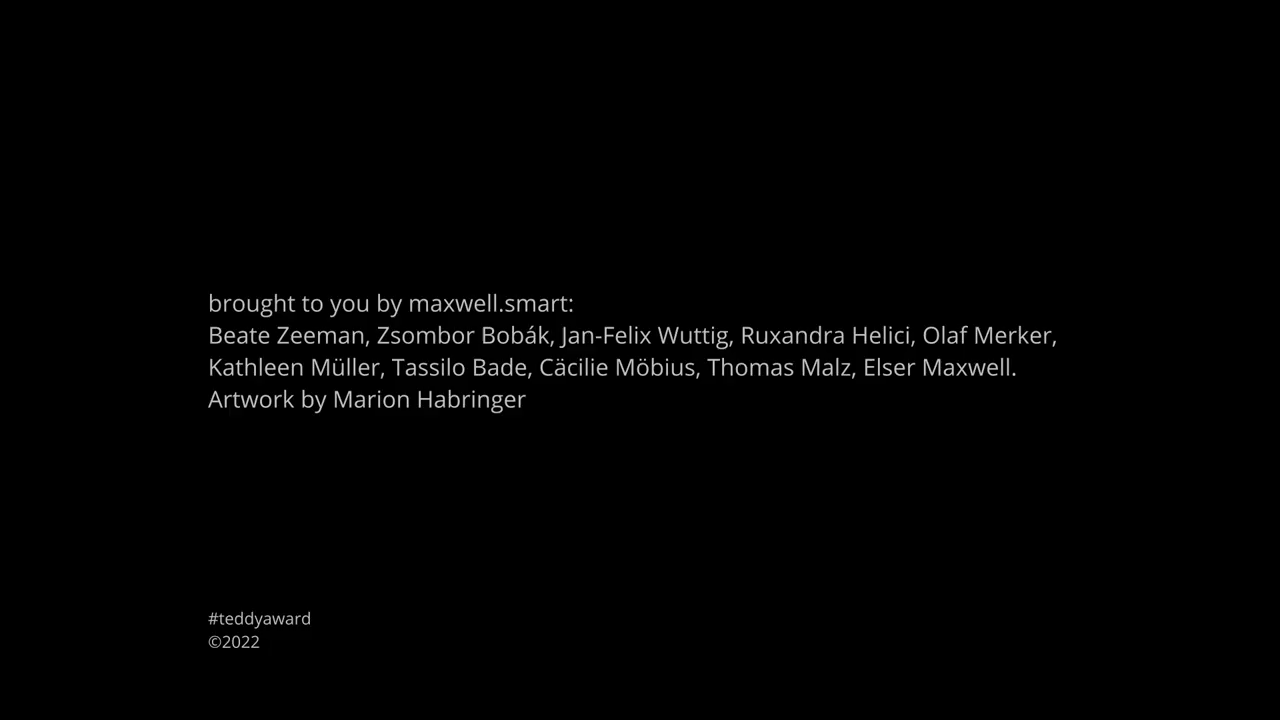 brought to you by maxwell.smart:
Beate Zeeman, Zsombor Bobák, Jan-Felix Wuttig, Ruxandra Helici, Olaf Merker,
Kathleen Müller, Tassilo Bade, Cäcilie Möbius, Thomas Malz, Elser Maxwell.
Artwork by Marion Habringer
#teddyaward
©2022